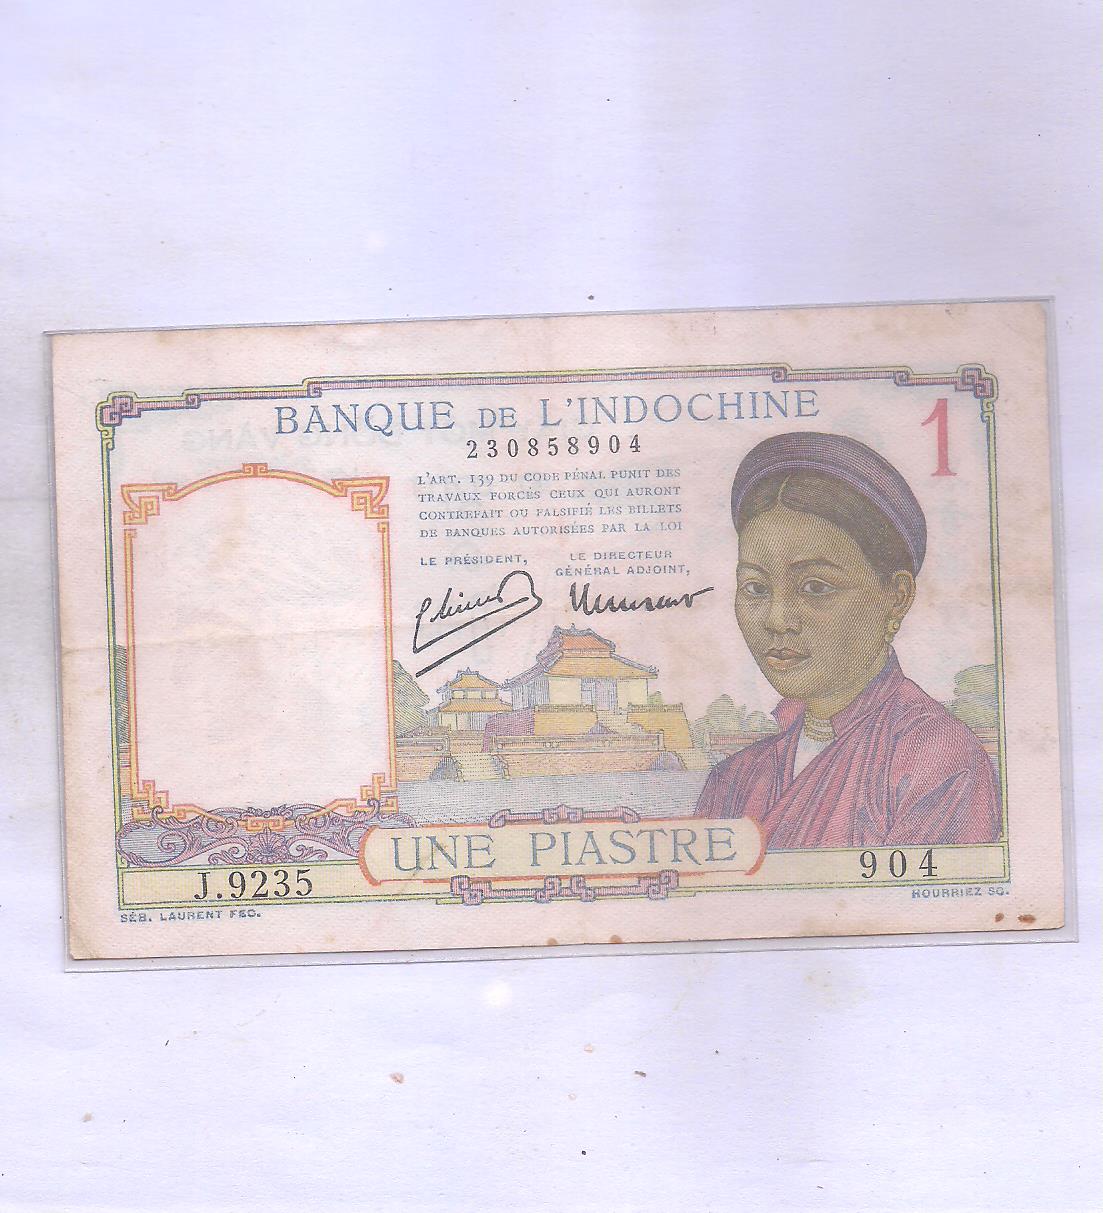 BANQUE DE L'INDOCHINE
1
230858904
L'ART. 139 DU CODE PÉNAL PUNIT DES
TRAVAUX FORCÉS CEUX QUI AURONT
CONTREFAIT OU FALSIFIÉ LES BILLETS
DE BANQUES AUTORISÉES PAR LA LOI
LE PRÉSIDENT,
LE DIRECTEUR
GÉNÉRAL ADJOINT,
UNE PIASTRE
J.9235
904
SÉB. LAURENT FEC.
HOURRIEZ SC.